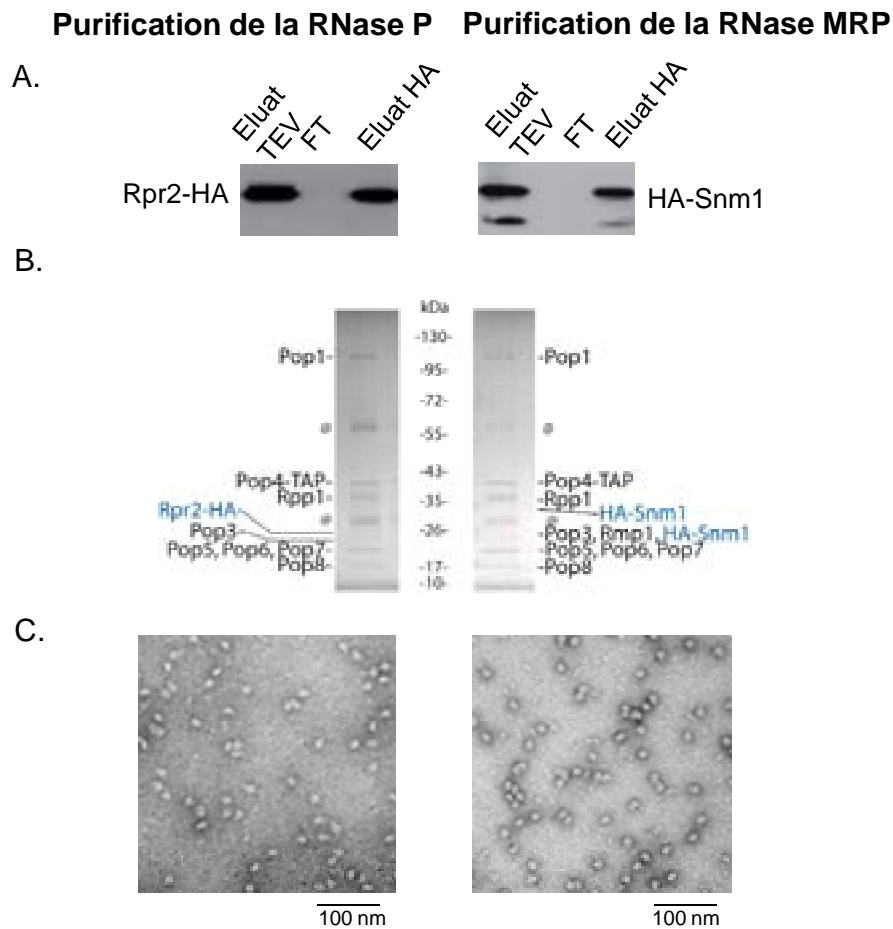 Purification de la RNase P
Purification de la RNase MRP
A.
Eluat
TEV
FT
Eluat HA
Eluat
TEV
FT
Eluat HA
Rpr2-HA
HA-Snm1
B.
kDa
-130-
-95-
-72-
-55-
-43-
-35-
-26-
-17-
-10-
Pop1-
@
Pop4-TAP-
Rpp1-
Rpr2-HA
@
Pop3
Pop5, Pop6, Pop7
Pop8
-Pop1
@
-Pop4-TAP
-Rpp1
HA-Snm1
@
-Pop3, Rmp1, HA-Snm1
-Pop5, Pop6, Pop7
-Pop8
C.
100 nm
100 nm